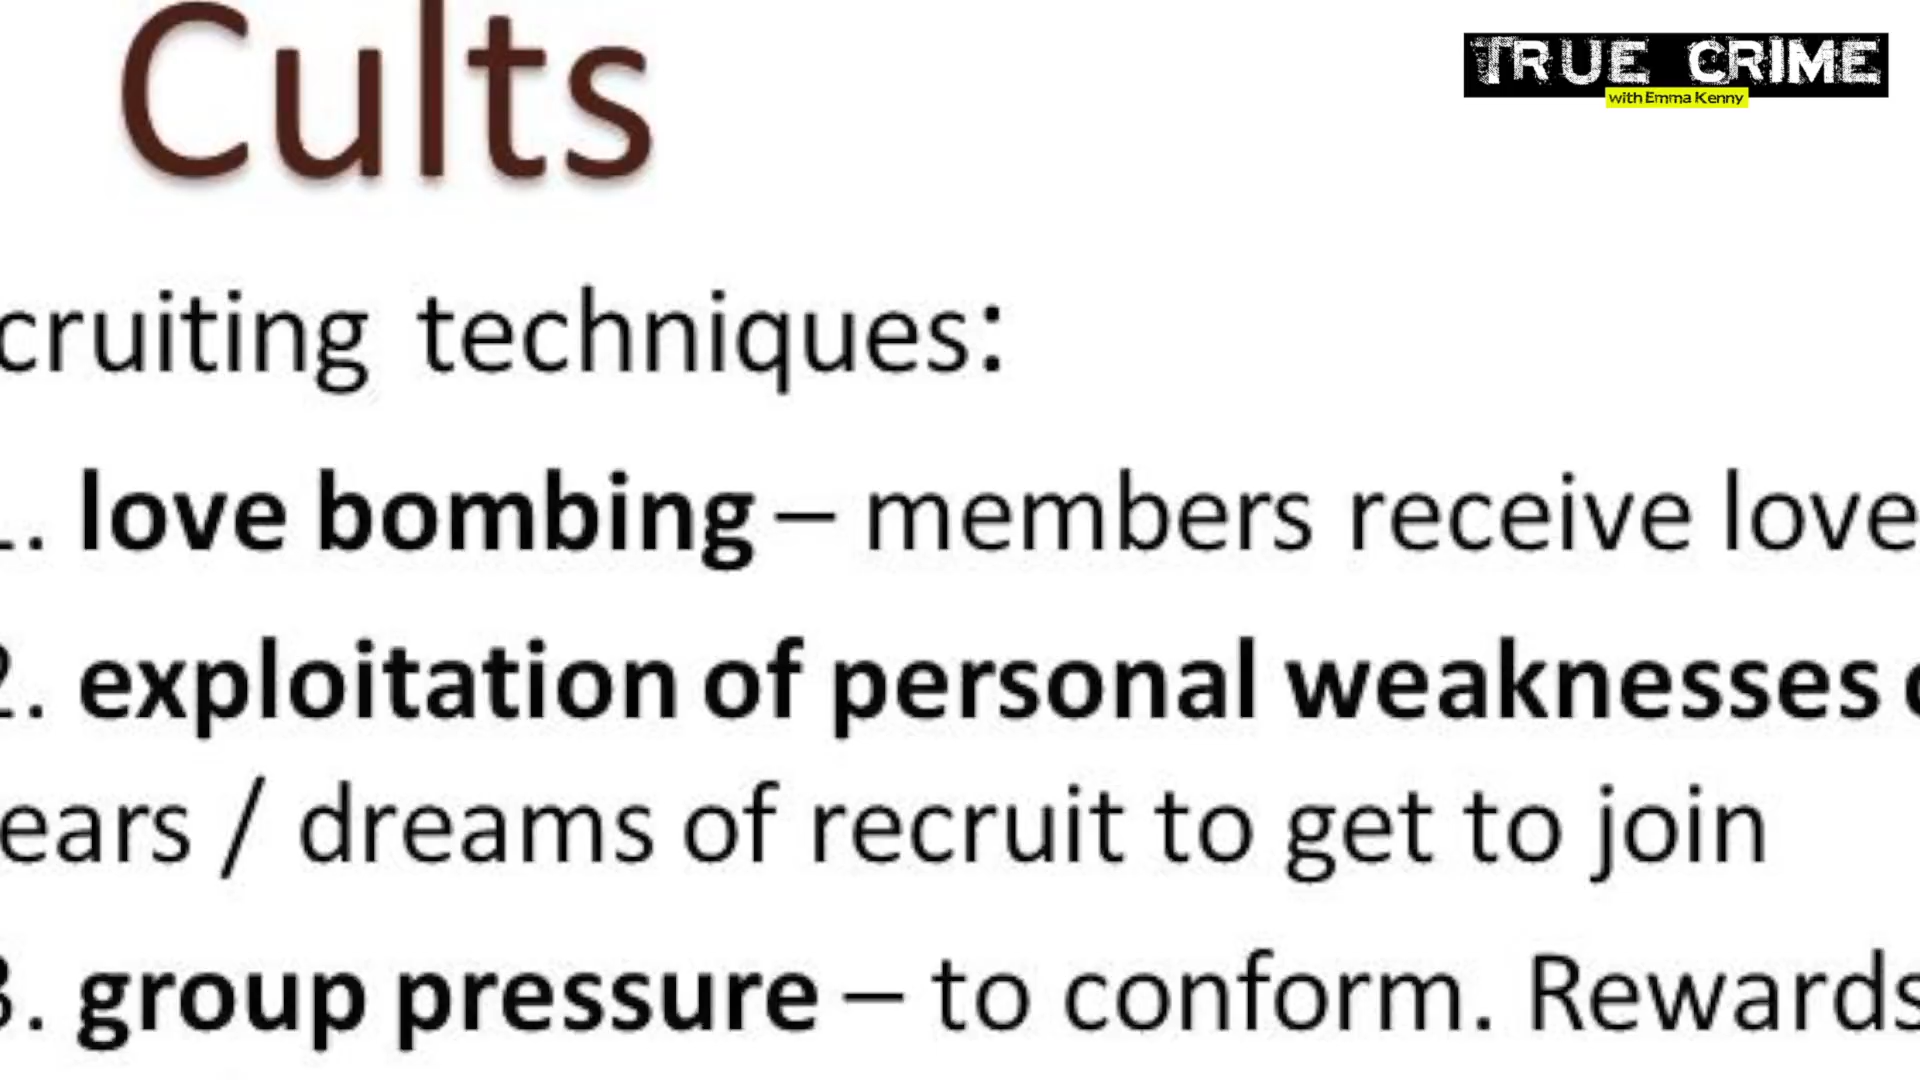 Cults
TRUE CRIME
with Emma Kenny
cruiting techniques:
1. love bombing – members receive love
2. exploitation of personal weaknesses
ears / dreams of recruit to get to join
3. group pressure – to conform. Rewards